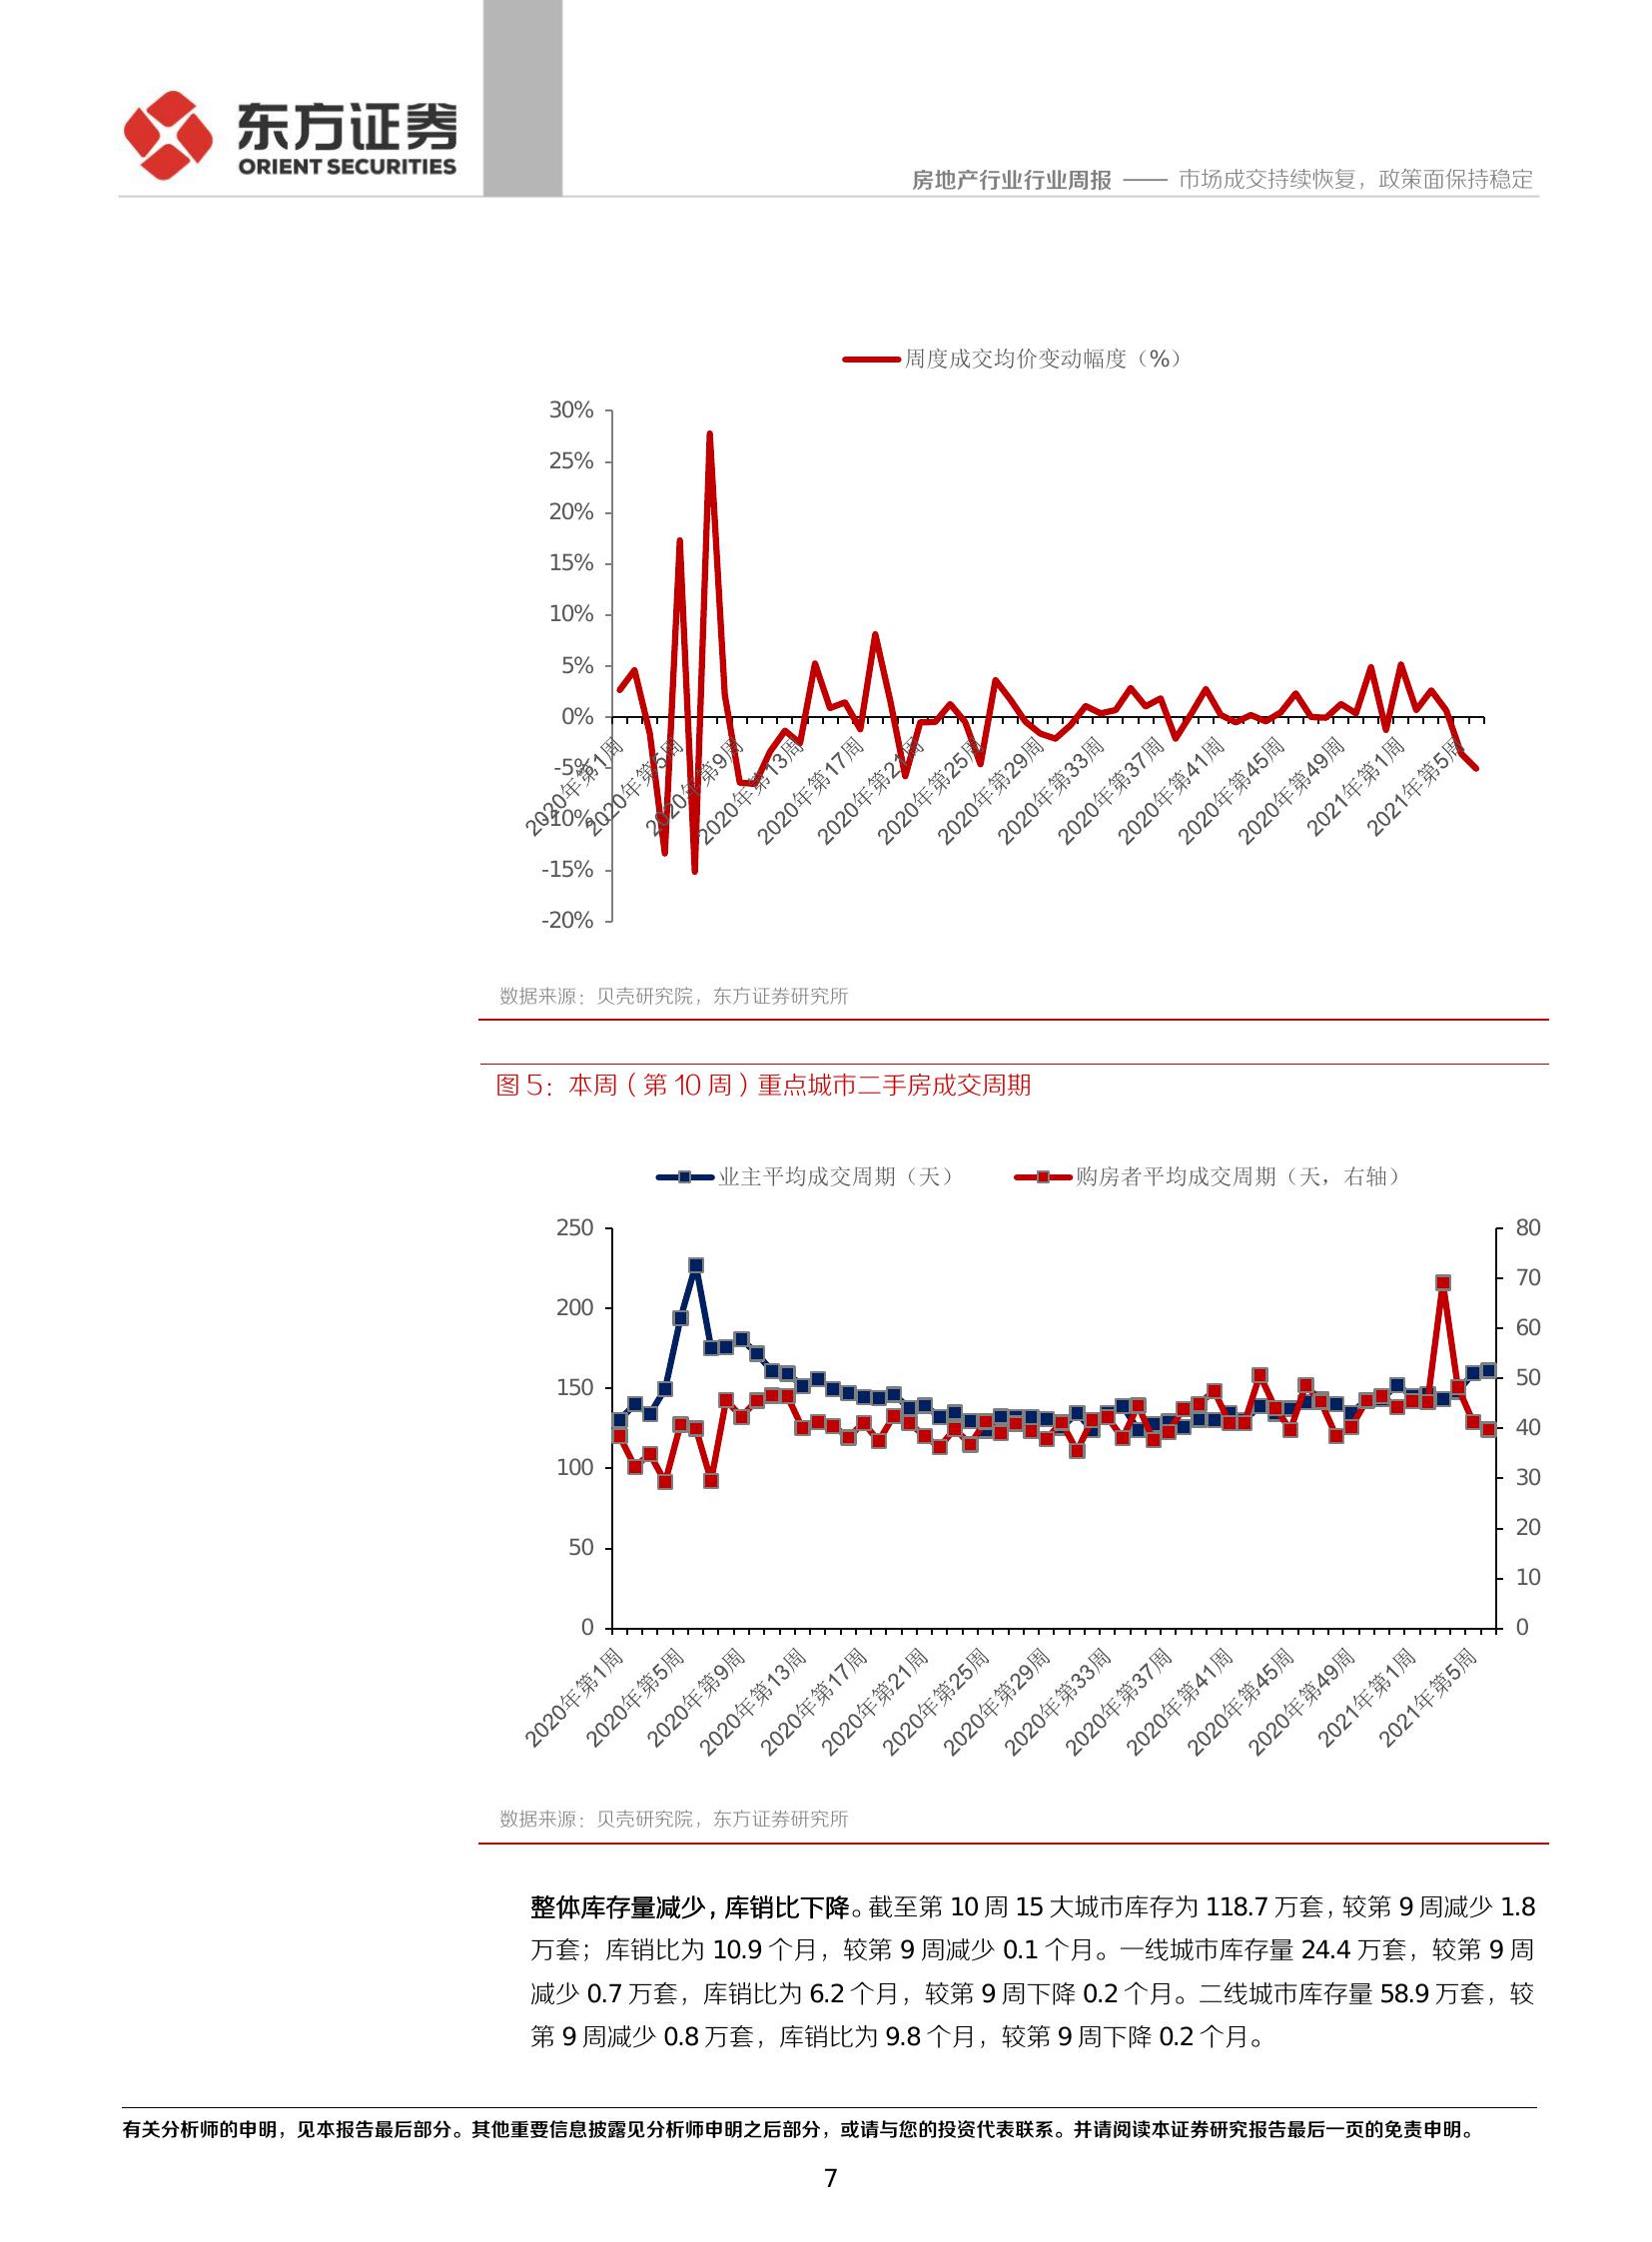 东方证券
ORIENT SECURITIES
房地产行业行业周报 —— 市场成交持续恢复，政策面保持稳定
周度成交均价变动幅度（%）
30%
25%
20%
15%
10%
5%
0%
-5%
-10%
-15%
-20%
2020年第1周
2020年第5周
2020年第9周
2020年第13周
2020年第17周
2020年第21周
2020年第25周
2020年第29周
2020年第33周
2020年第37周
2020年第41周
2020年第45周
2020年第49周
2021年第1周
2021年第5周
数据来源：贝壳研究院，东方证券研究所
图 5：本周（第 10 周）重点城市二手房成交周期
业主平均成交周期（天）
购房者平均成交周期（天，右轴）
250
200
150
100
50
0
80
70
60
50
40
30
20
10
0
2020年第1周
2020年第5周
2020年第9周
2020年第13周
2020年第17周
2020年第21周
2020年第25周
2020年第29周
2020年第33周
2020年第37周
2020年第41周
2020年第45周
2020年第49周
2021年第1周
2021年第5周
数据来源：贝壳研究院，东方证券研究所
整体库存量减少，库销比下降。截至第 10 周 15 大城市库存为 118.7 万套，较第 9 周减少 1.8
万套；库销比为 10.9 个月，较第 9 周减少 0.1 个月。一线城市库存量 24.4 万套，较第 9 周
减少 0.7 万套，库销比为 6.2 个月，较第 9 周下降 0.2 个月。二线城市库存量 58.9 万套，较
第 9 周减少 0.8 万套，库销比为 9.8 个月，较第 9 周下降 0.2 个月。
有关分析师的申明，见本报告最后部分。其他重要信息披露见分析师申明之后部分，或请与您的投资代表联系。并请阅读本证券研究报告最后一页的免责申明。
7